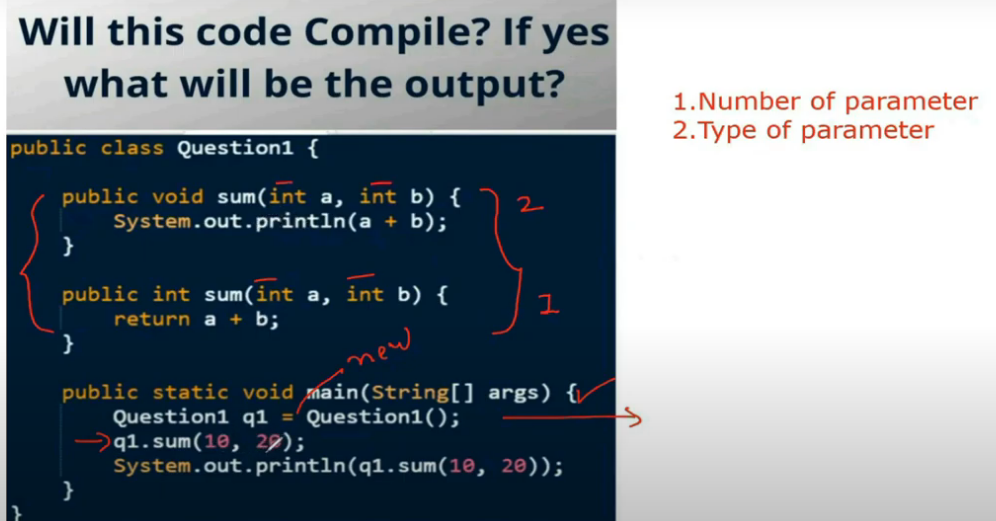 Will this code Compile? If yes
what will be the output?
1.Number of parameter
2.Type of parameter
public class Question1 {
public void sum(int a, int b) {
System.out.println(a + b);
}
2
public int sum(int a, int b) {
return a + b;
}
1
new
public static void main(String[] args) {
Question1 q1 = Question1();
q1.sum(10, 20);
System.out.println(q1.sum(10, 20));
}
}